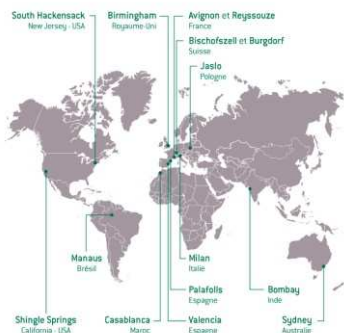 South Hackensack
New Jersey - USA
Birmingham
Royaume-Uni
Avignon et Reyssouze
France
Bischofszell et Burgdorf
Suisse
Jaslo
Pologne
Manaus
Brésil
Milan
Italie
Palafolls
Espagne
Bombay
Inde
Shingle Springs
California - USA
Casablanca
Maroc
Valencia
Espagne
Sydney
Australie